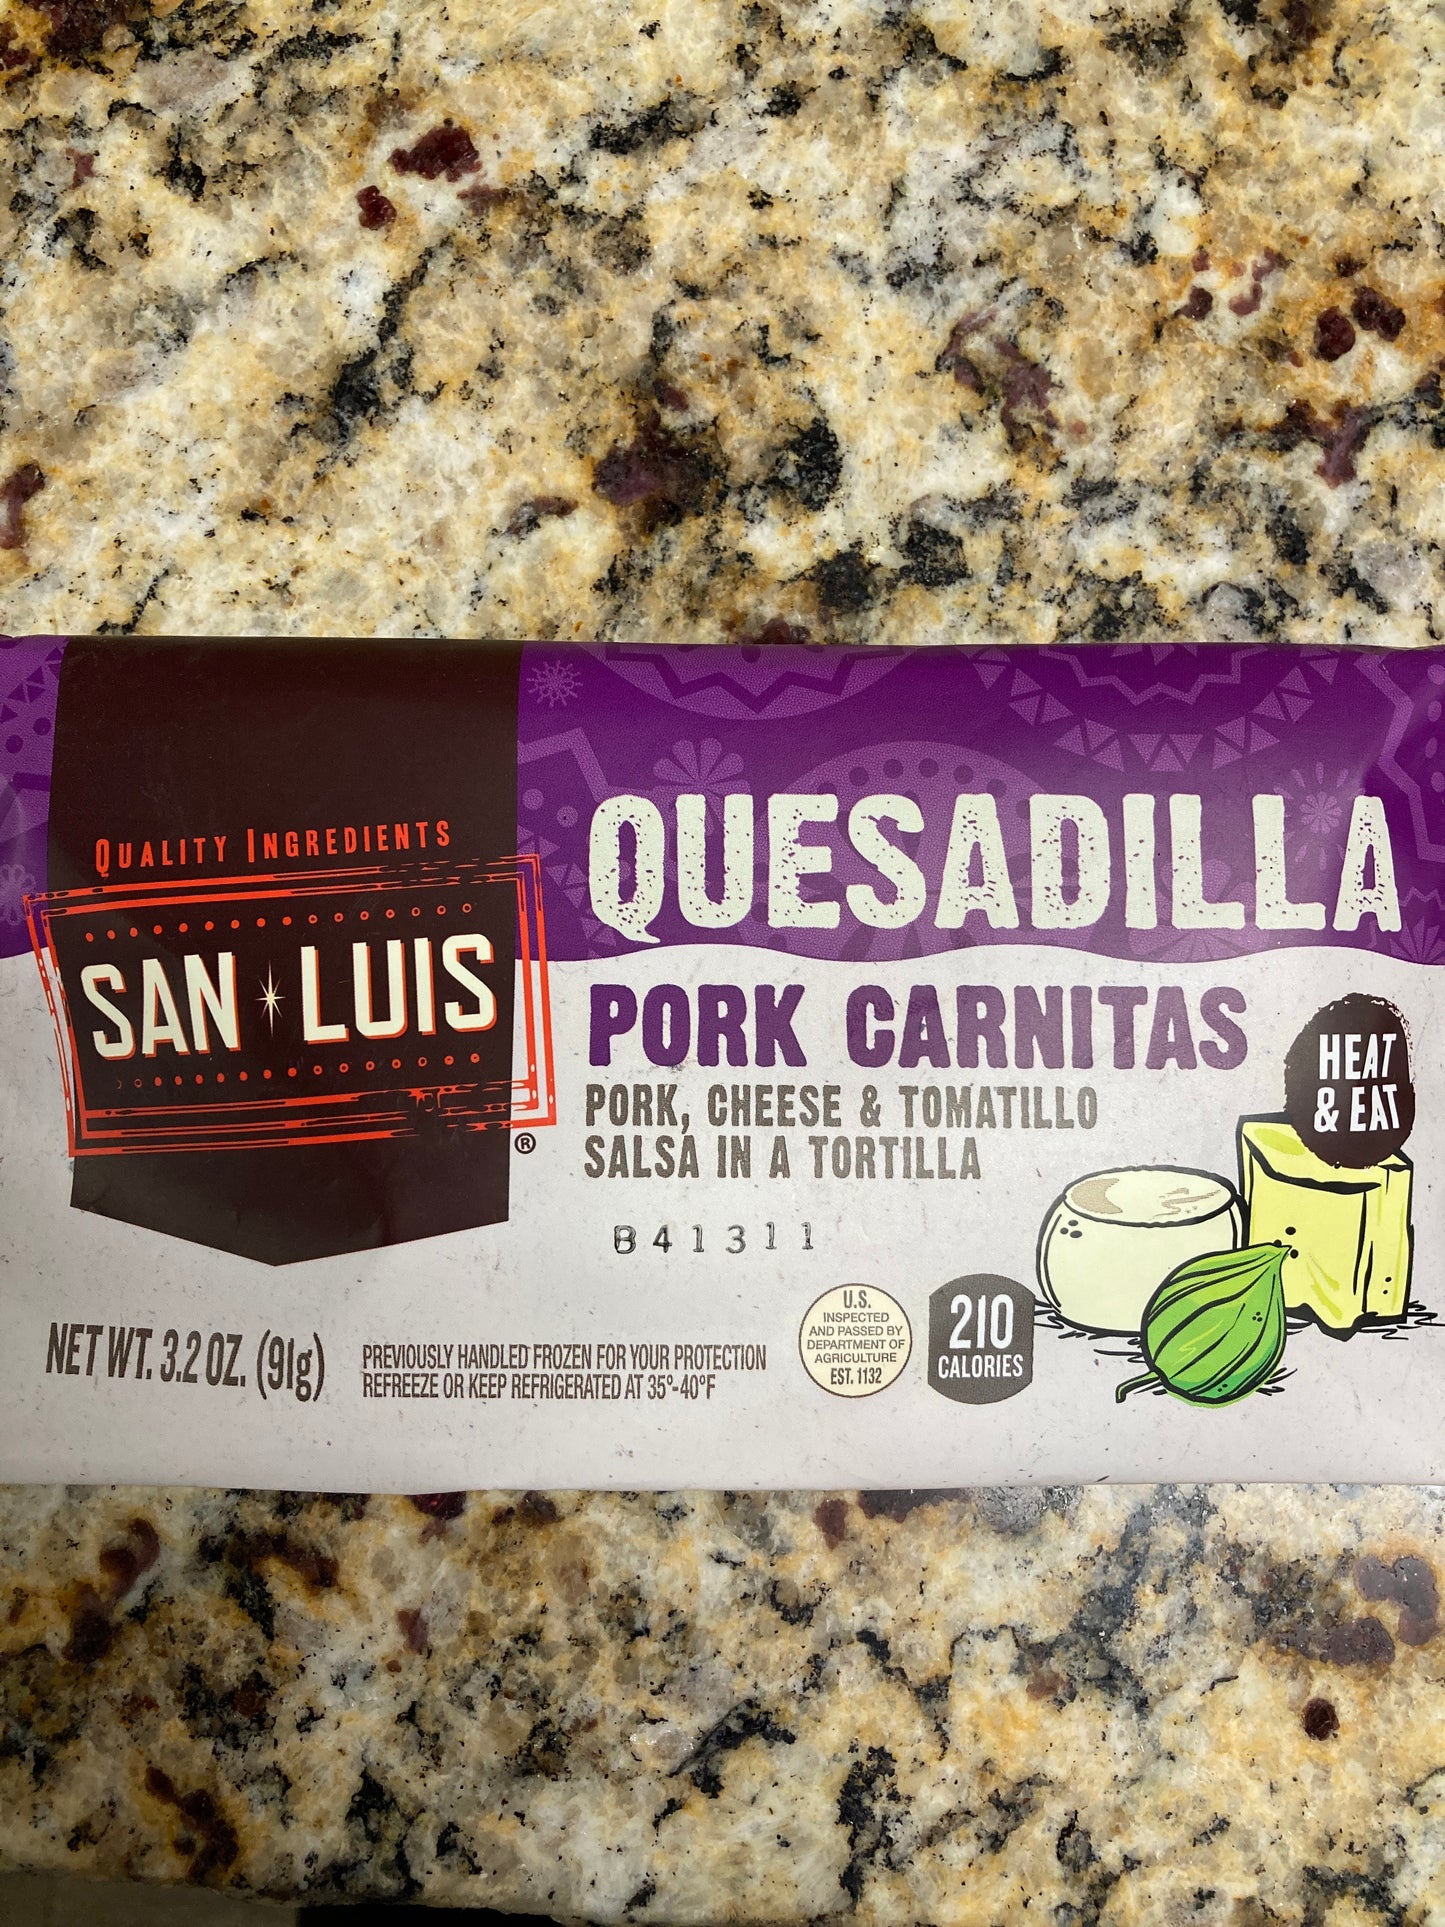 QUALITY INGREDIENTS
SAN LUIS
®
QUESADILLA
PORK CARNITAS
PORK, CHEESE & TOMATILLO
SALSA IN A TORTILLA
HEAT
& EAT
B41311
NET WT. 3.2 OZ. (91g)
PREVIOUSLY HANDLED FROZEN FOR YOUR PROTECTION
REFREEZE OR KEEP REFRIGERATED AT 35°-40°F
U.S.
INSPECTED
AND PASSED BY
DEPARTMENT OF
AGRICULTURE
EST. 1132
210
CALORIES